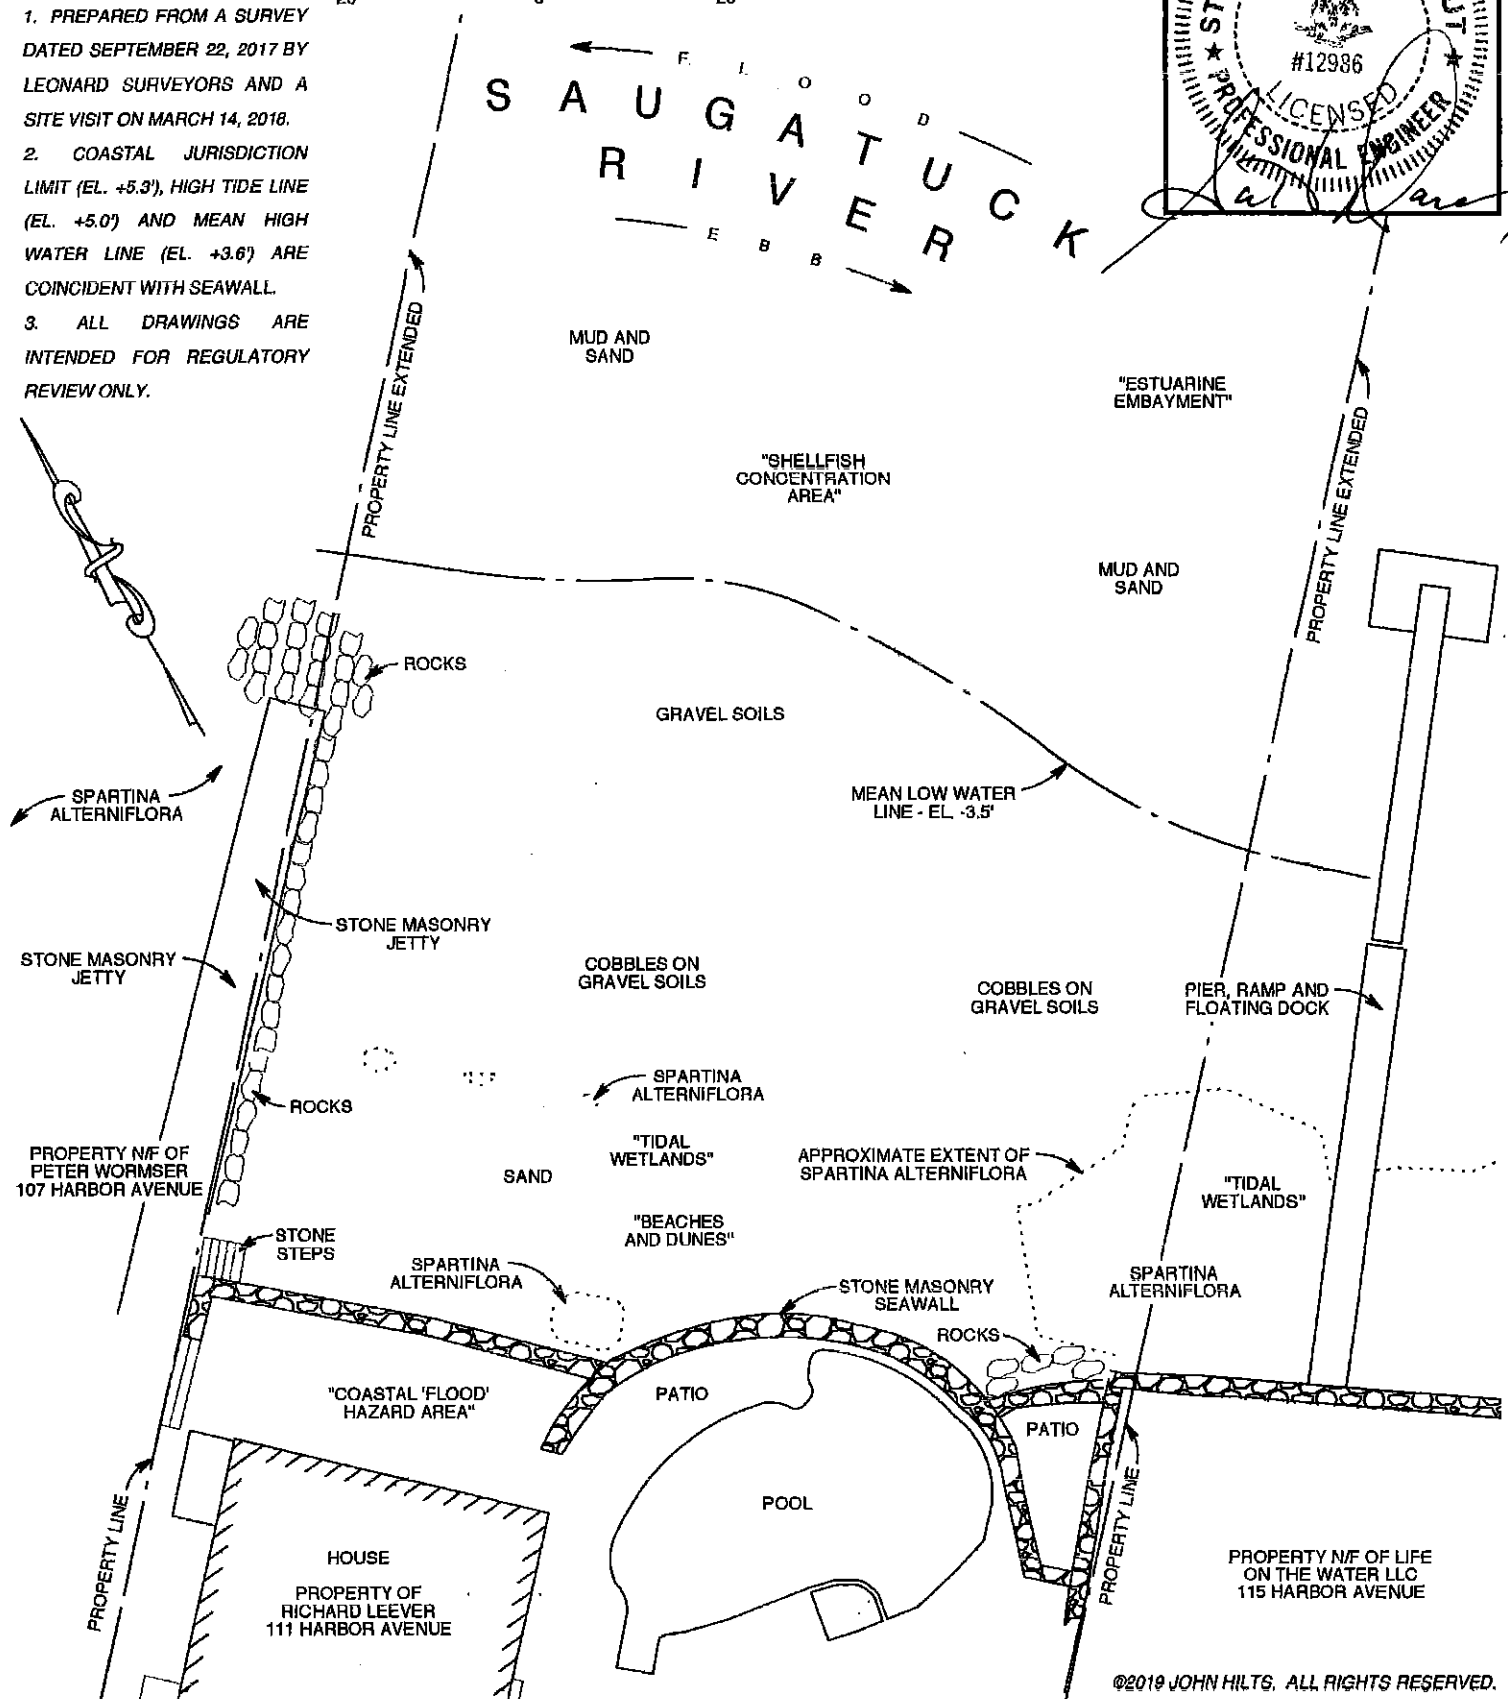 1. PREPARED FROM A SURVEY
DATED SEPTEMBER 22, 2017 BY
LEONARD SURVEYORS AND A
SITE VISIT ON MARCH 14, 2018.
2. COASTAL JURISDICTION
LIMIT (EL. +5.3'), HIGH TIDE LINE
(EL. +5.0') AND MEAN HIGH
WATER LINE (EL. +3.6') ARE
COINCIDENT WITH SEAWALL.
3. ALL DRAWINGS ARE
INTENDED FOR REGULATORY
REVIEW ONLY.
#12986
LICENSED
PROFESSIONAL ENGINEER
FLOOD
SAUGATUCK
RIVER
EBB
PROPERTY LINE EXTENDED
MUD AND
SAND
"ESTUARINE
EMBAYMENT"
PROPERTY LINE EXTENDED
"SHELLFISH
CONCENTRATION
AREA"
MUD AND
SAND
ROCKS
GRAVEL SOILS
SPARTINA
ALTERNIFLORA
MEAN LOW WATER
LINE - EL. -3.5'
STONE MASONRY
JETTY
STONE MASONRY
JETTY
COBBLES ON
GRAVEL SOILS
COBBLES ON
GRAVEL SOILS
PIER, RAMP AND
FLOATING DOCK
SPARTINA
ALTERNIFLORA
ROCKS
"TIDAL
WETLANDS"
PROPERTY N/F OF
PETER WORMSER
107 HARBOR AVENUE
SAND
APPROXIMATE EXTENT OF
SPARTINA ALTERNIFLORA
"TIDAL
WETLANDS"
STONE
STEPS
"BEACHES
AND DUNES"
SPARTINA
ALTERNIFLORA
STONE MASONRY
SEAWALL
SPARTINA
ALTERNIFLORA
ROCKS
"COASTAL 'FLOOD'
HAZARD AREA"
PATIO
PATIO
PROPERTY LINE
POOL
PROPERTY LINE
HOUSE
PROPERTY OF
RICHARD LEEVER
111 HARBOR AVENUE
PROPERTY N/F OF LIFE
ON THE WATER LLC
115 HARBOR AVENUE
©2019 JOHN HILTS. ALL RIGHTS RESERVED.